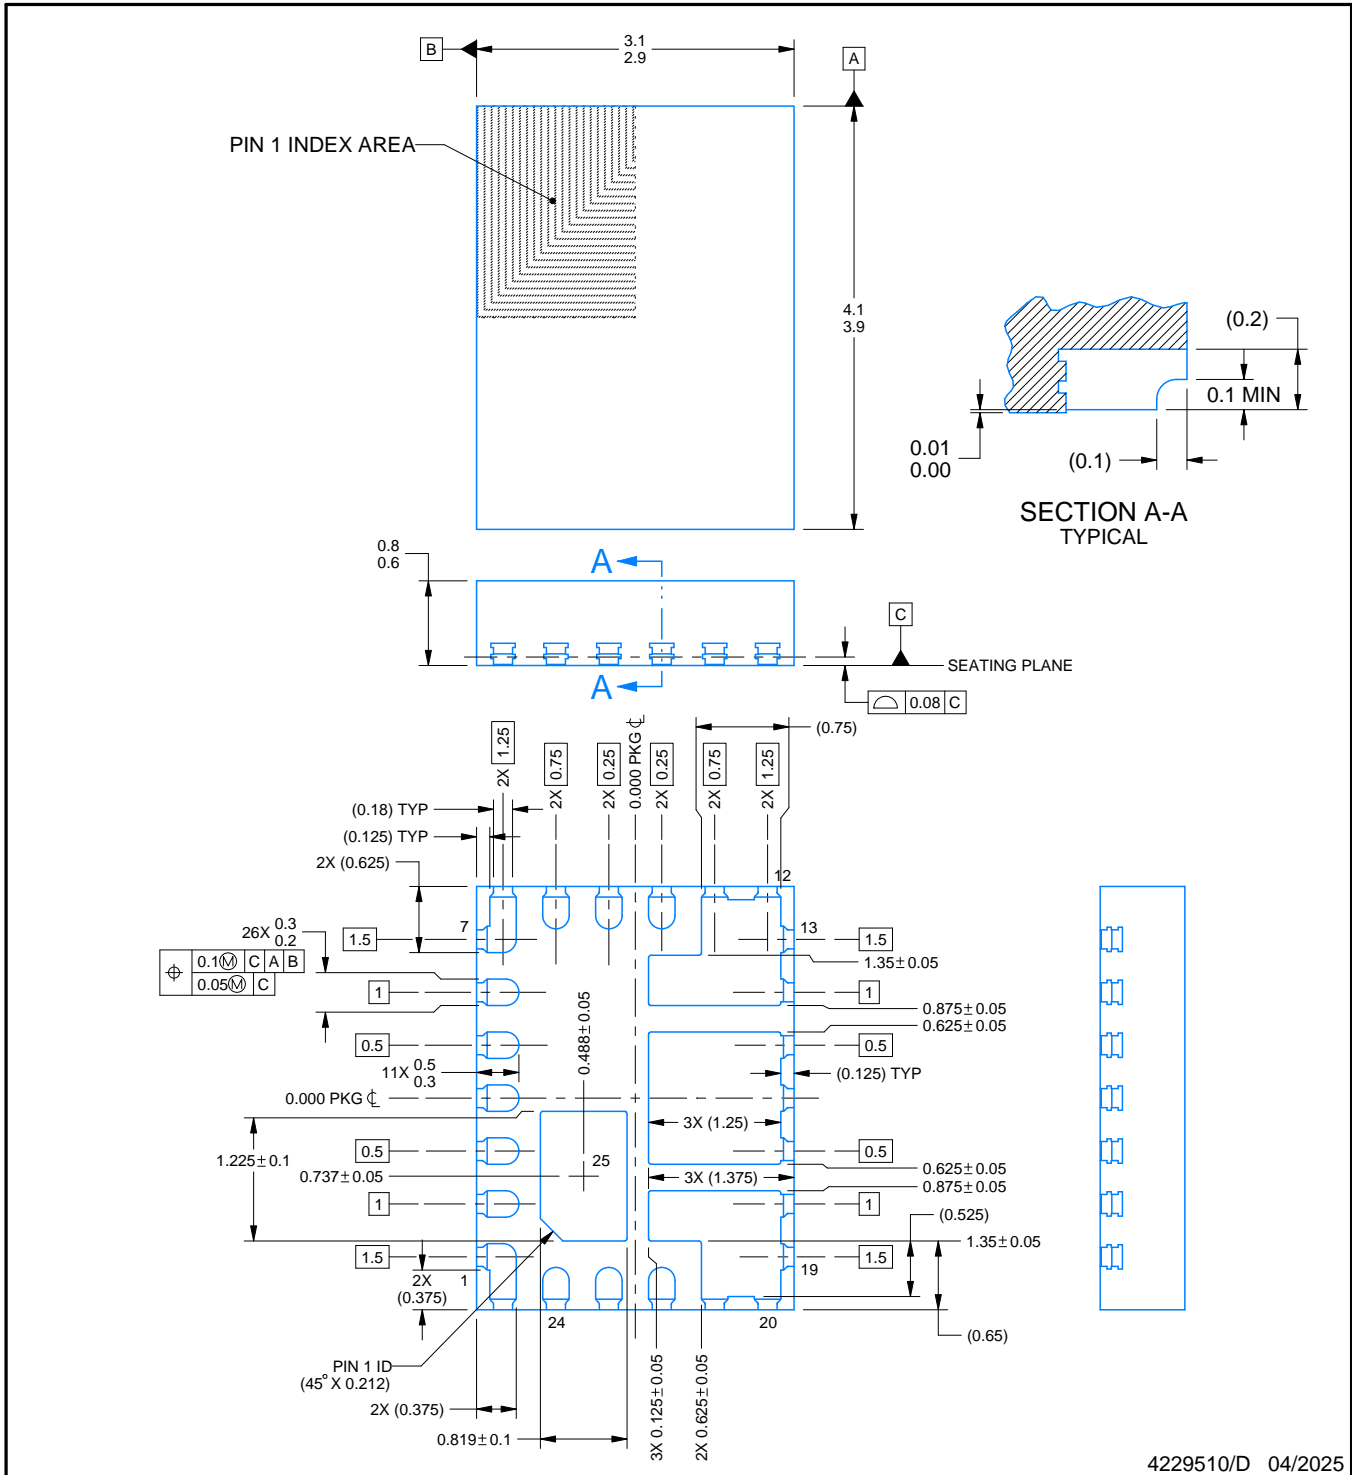 B
3.1
2.9
A
PIN 1 INDEX AREA
4.1
3.9
(0.2)
0.1 MIN
0.01
0.00
(0.1)
SECTION A-A
TYPICAL
0.8
0.6
A
A
C
SEATING PLANE
⌓ 0.08 C
2X 1.25
2X 0.75
2X 0.25
0.000 PKG ℄
2X 0.25
2X 0.75
2X 1.25
(0.75)
(0.18) TYP
(0.125) TYP
2X (0.625)
12
7
13
26X 0.3
0.2
1.5
1.5
⌖ 0.1Ⓜ C A B
0.05Ⓜ C
1.35±0.05
1
1
0.875±0.05
0.625±0.05
0.488±0.05
0.5
0.5
11X 0.5
0.3
(0.125) TYP
0.000 PKG ℄
3X (1.25)
0.5
0.5
1.225±0.1
25
0.737±0.05
0.625±0.05
3X (1.375)
0.875±0.05
1
1
(0.525)
1.35±0.05
1.5
1.5
1
19
2X
(0.375)
24
20
(0.65)
PIN 1 ID
(45° X 0.212)
2X (0.375)
0.819±0.1
3X 0.125±0.05
2X 0.625±0.05
4229510/D 04/2025